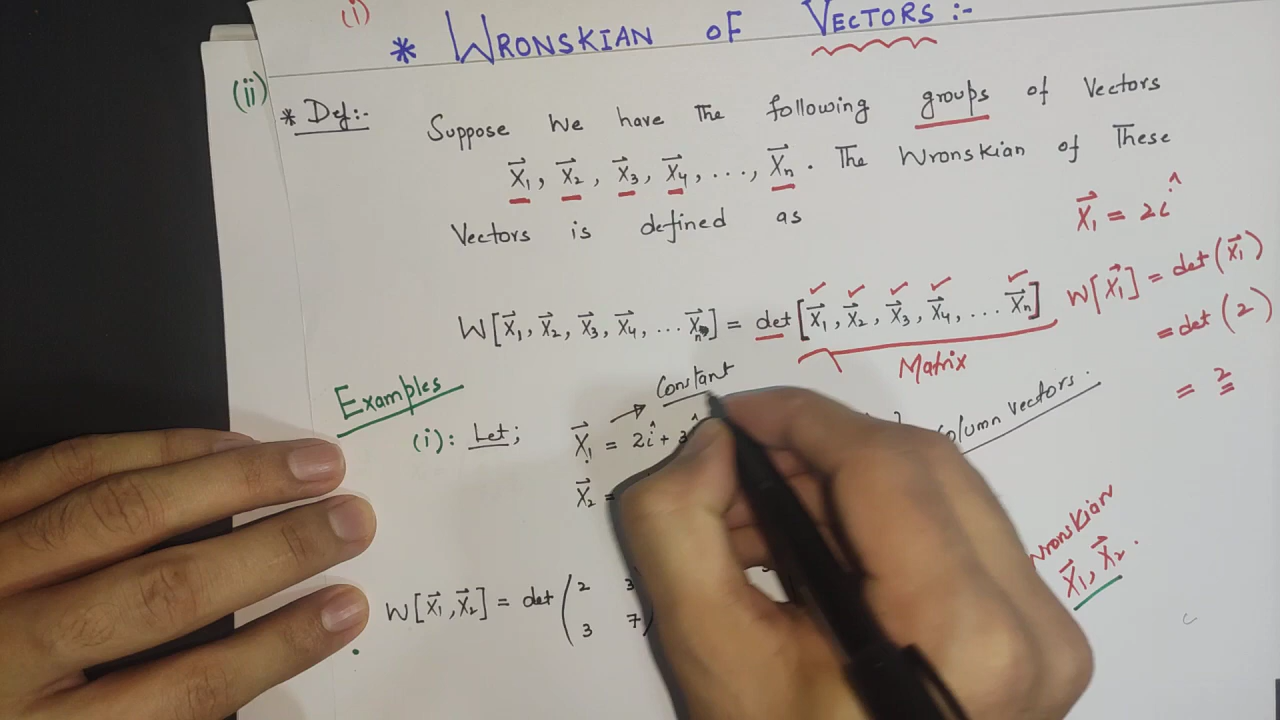 (i)
* WRONSKIAN OF VECTORS :-
(ii)
* Def:- Suppose We have The following groups of Vectors
X⃗₁, X⃗₂, X⃗₃, X⃗₄, ..., X⃗ₙ. The Wronskian of These
Vectors is defined as
X⃗₁ = 2î
W[X⃗₁, X⃗₂, X⃗₃, X⃗₄, ... X⃗ₙ] = det[X⃗₁, X⃗₂, X⃗₃, X⃗₄, ... X⃗ₙ]
Matrix
W[X⃗₁] = det(X⃗₁)
= det(2)
= 2
Examples
Constant
(i): Let; X⃗₁ = 2î + 3
Column vectors.
X⃗₂ =
Wronskian
X⃗₁, X⃗₂.
W[X⃗₁, X⃗₂] = det(2 3
3 7)